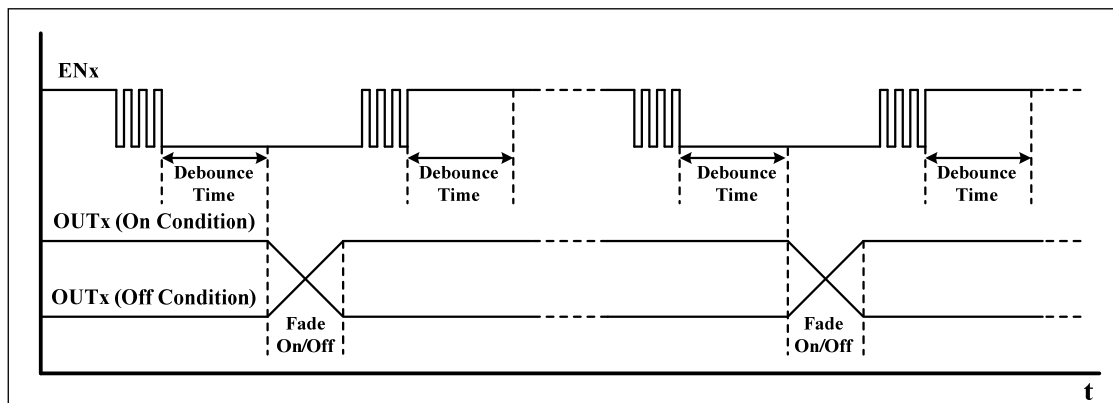 ENx
Debounce
Time
Debounce
Time
Debounce
Time
Debounce
Time
OUTx (On Condition)
OUTx (Off Condition)
Fade
On/Off
Fade
On/Off
t